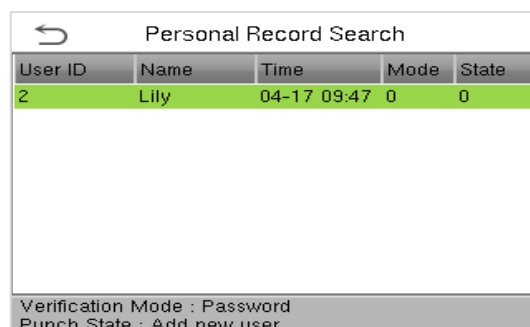 Personal Record Search
User ID Name Time Mode State
2 Lily 04-17 09:47 0 0
Verification Mode : Password
Punch State : Add new user